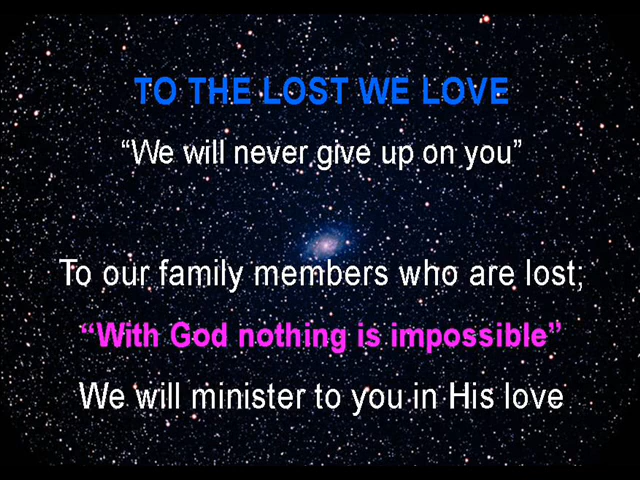 TO THE LOST WE LOVE
“We will never give up on you”
To our family members who are lost;
“With God nothing is impossible”
We will minister to you in His love